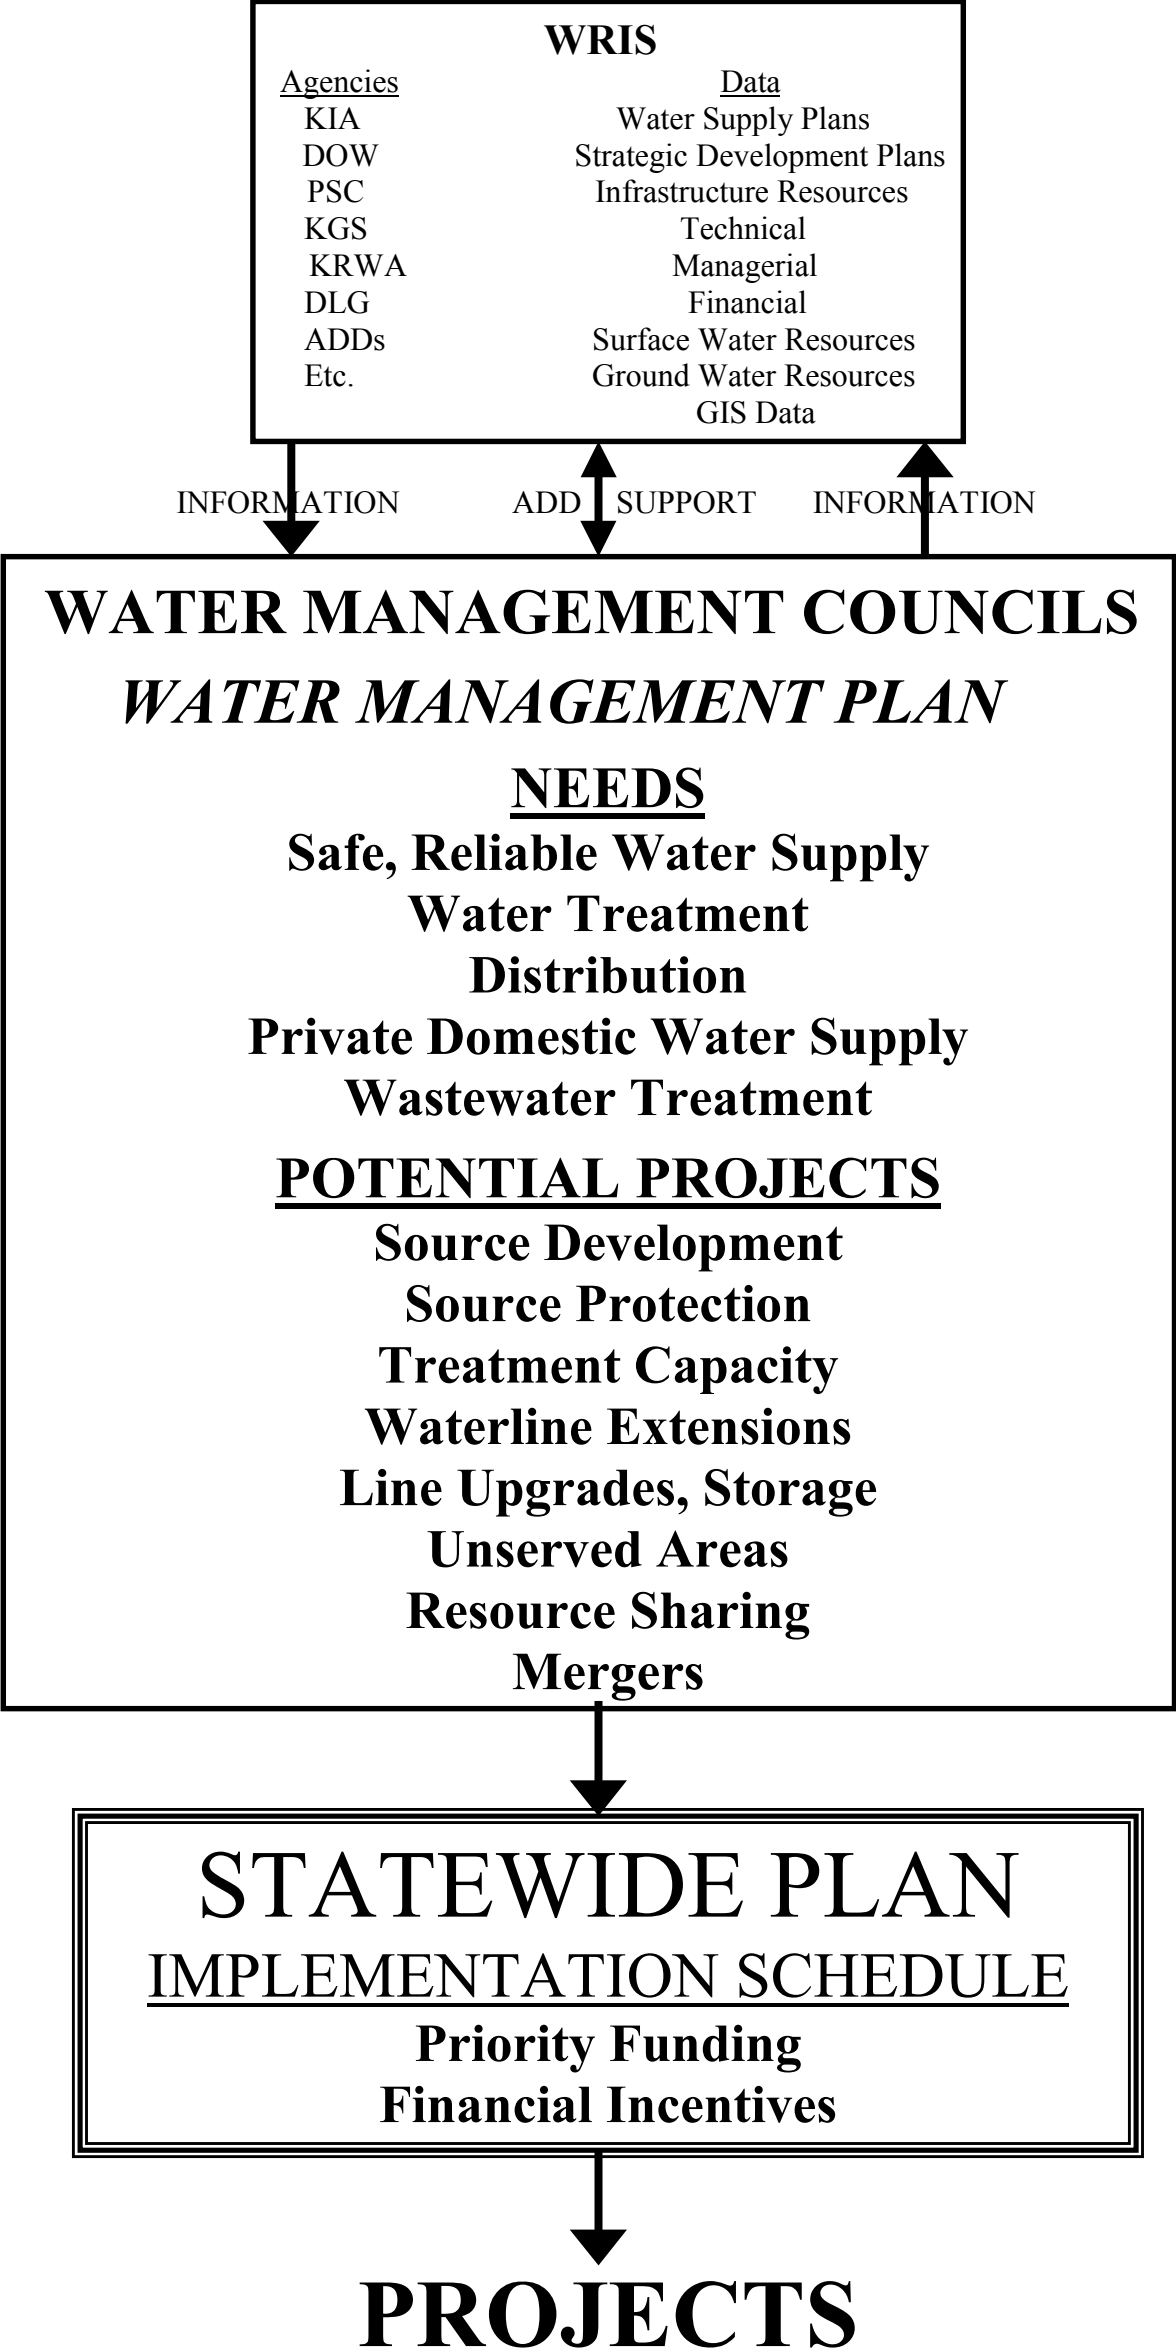 WRIS
Agencies Data
KIA Water Supply Plans
DOW Strategic Development Plans
PSC Infrastructure Resources
KGS Technical
KRWA Managerial
DLG Financial
ADDs Surface Water Resources
Etc. Ground Water Resources
GIS Data
INFORMATION ADD SUPPORT INFORMATION
WATER MANAGEMENT COUNCILS
WATER MANAGEMENT PLAN
NEEDS
Safe, Reliable Water Supply
Water Treatment
Distribution
Private Domestic Water Supply
Wastewater Treatment
POTENTIAL PROJECTS
Source Development
Source Protection
Treatment Capacity
Waterline Extensions
Line Upgrades, Storage
Unserved Areas
Resource Sharing
Mergers
STATEWIDE PLAN
IMPLEMENTATION SCHEDULE
Priority Funding
Financial Incentives
PROJECTS